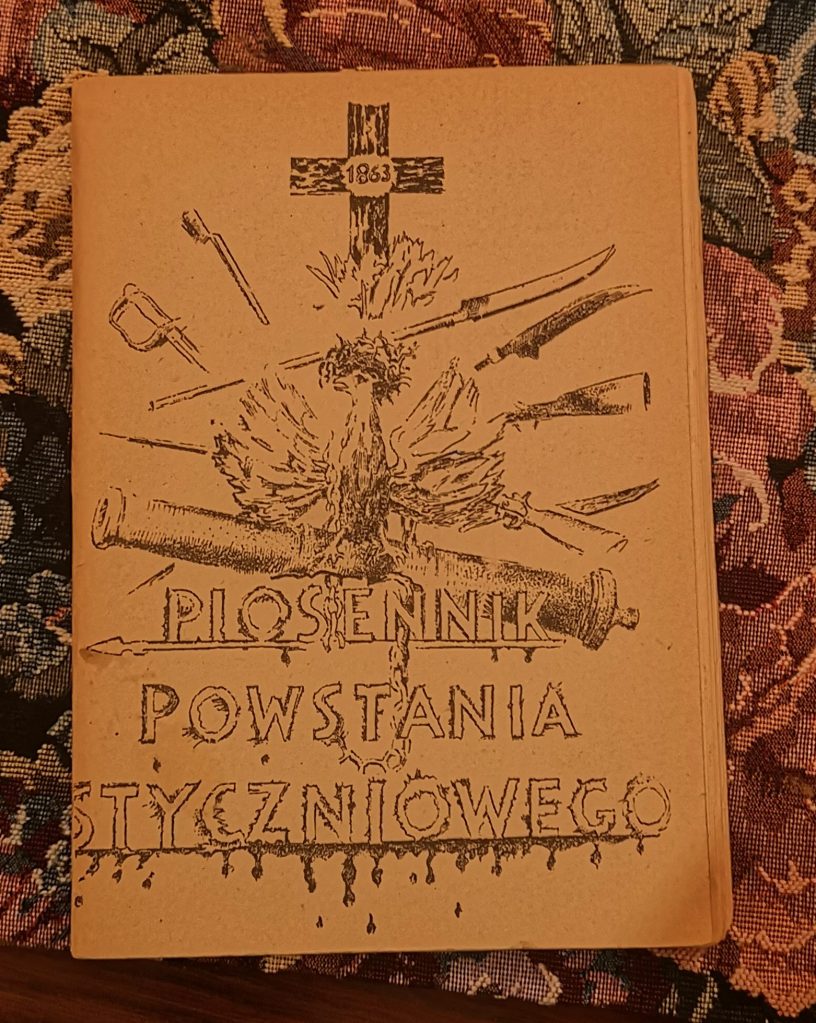 1863
PIOSENNIK
POWSTANIA
STYCZNIOWEGO